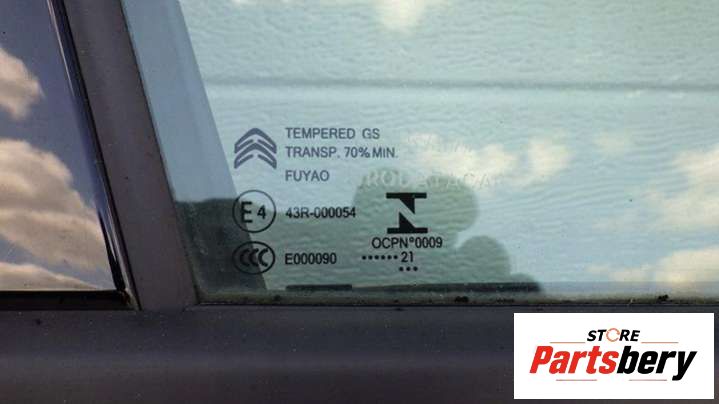 TEMPERED GS
TRANSP. 70% MIN.
FUYAO
E4 43R-000054
CCC E000090
N
OCPN°0009
•••••• 21
•••
STORE
Partsbery